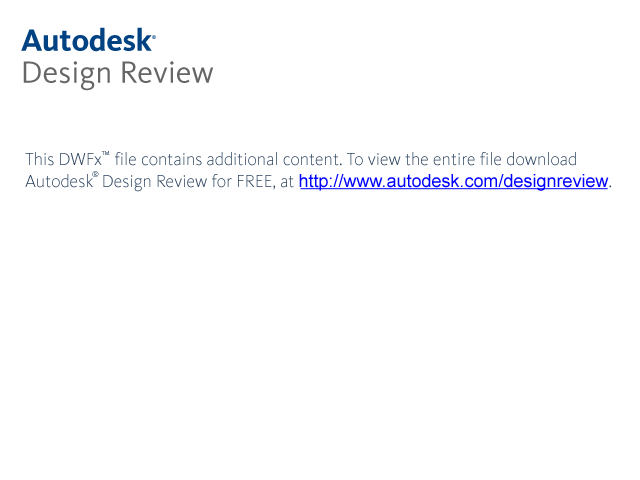 Autodesk®
Design Review
This DWFx™ file contains additional content. To view the entire file download
Autodesk® Design Review for FREE, at http://www.autodesk.com/designreview.